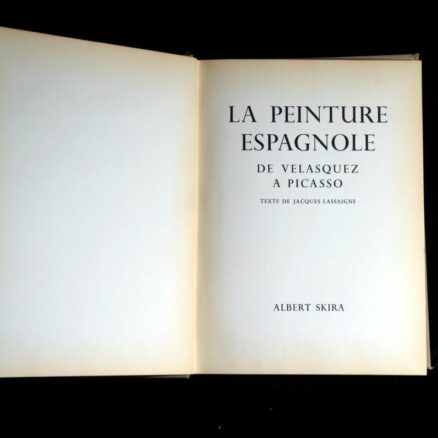 LA PEINTURE
ESPAGNOLE
DE VELASQUEZ
A PICASSO
TEXTE DE JACQUES LASSAIGNE
ALBERT SKIRA